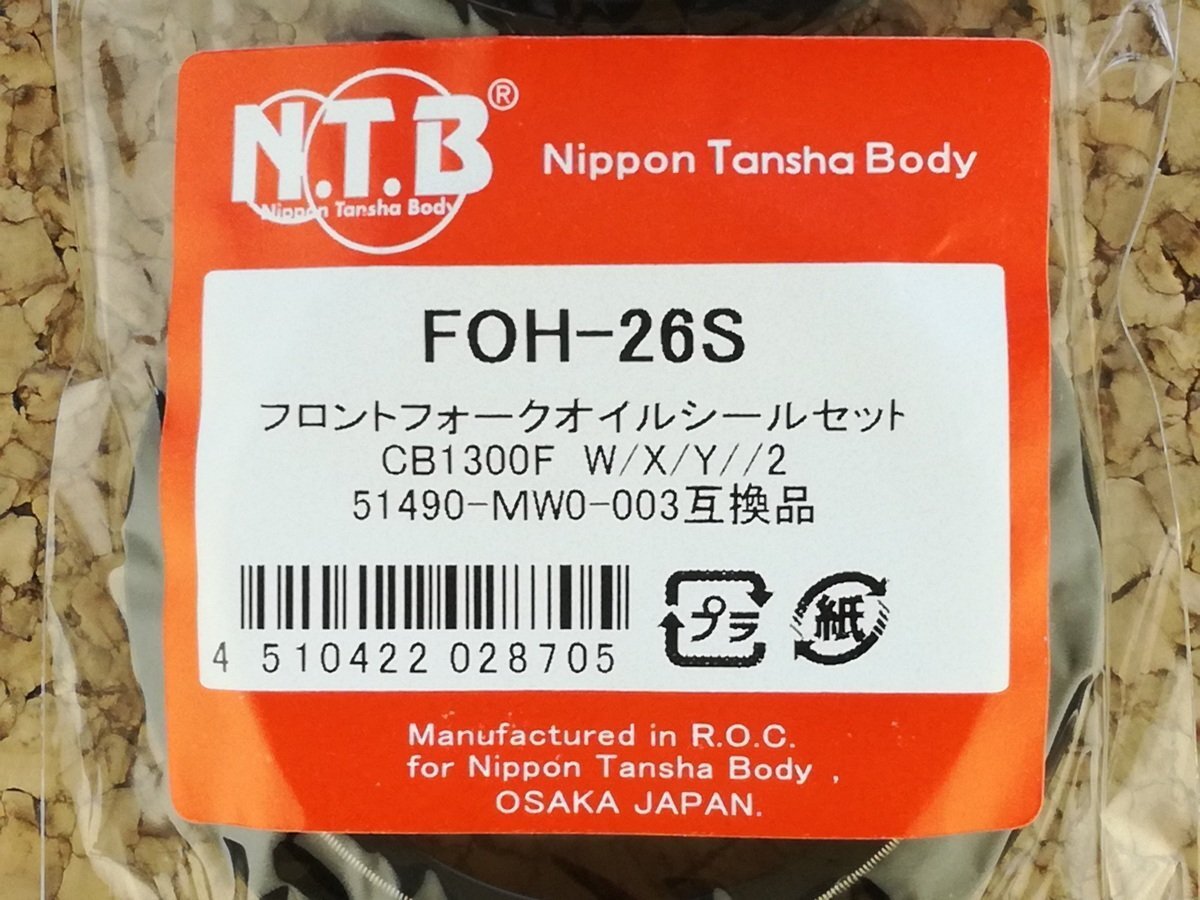 N.T.B®
Nippon Tansha Body
Nippon Tansha Body
FOH-26S
フロントフォークオイルシールセット
CB1300F W/X/Y//2
51490-MW0-003互換品
4 510422 028705
プラ
紙
Manufactured in R.O.C.
for Nippon Tansha Body ,
OSAKA JAPAN.